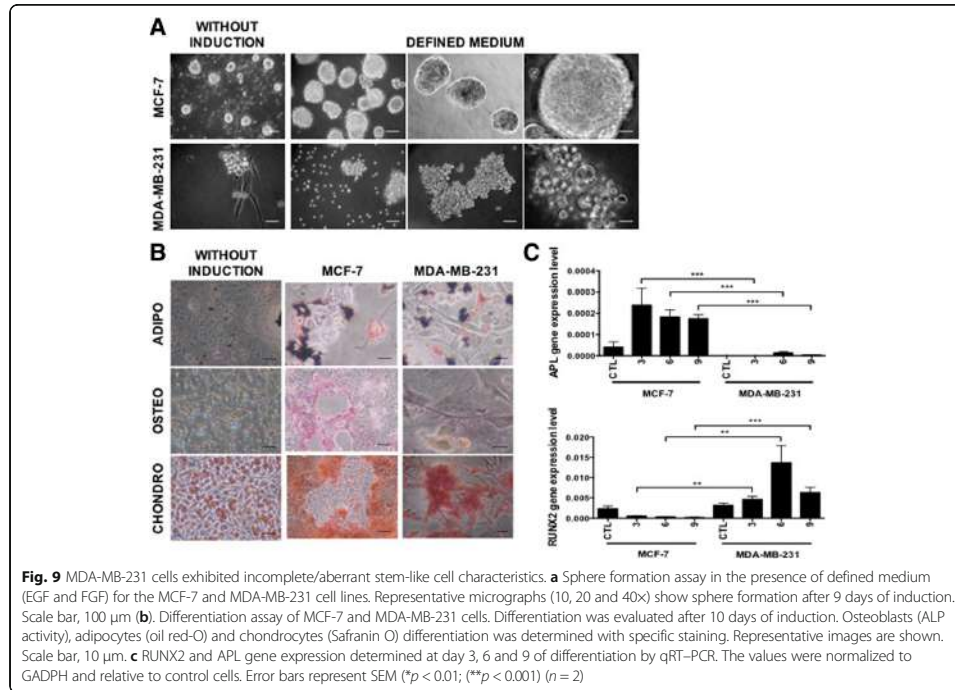 A
WITHOUT
INDUCTION
DEFINED MEDIUM
MCF-7
MDA-MB-231
B
WITHOUT
INDUCTION
MCF-7
MDA-MB-231
ADIPO
OSTEO
CHONDRO
C
APL gene expression level
0.0004
0.0003
0.0002
0.0001
0.0000
***
***
***
CTL
3
6
9
CTL
3
6
9
MCF-7
MDA-MB-231
RUNX2 gene expression level
0.020
0.015
0.010
0.005
0.000
***
**
**
CTL
3
6
9
CTL
3
6
9
MCF-7
MDA-MB-231
Fig. 9 MDA-MB-231 cells exhibited incomplete/aberrant stem-like cell characteristics. a Sphere formation assay in the presence of defined medium
(EGF and FGF) for the MCF-7 and MDA-MB-231 cell lines. Representative micrographs (10, 20 and 40×) show sphere formation after 9 days of induction.
Scale bar, 100 μm (b). Differentiation assay of MCF-7 and MDA-MB-231 cells. Differentiation was evaluated after 10 days of induction. Osteoblasts (ALP
activity), adipocytes (oil red-O) and chondrocytes (Safranin O) differentiation was determined with specific staining. Representative images are shown.
Scale bar, 10 μm. c RUNX2 and APL gene expression determined at day 3, 6 and 9 of differentiation by qRT–PCR. The values were normalized to
GADPH and relative to control cells. Error bars represent SEM (*p < 0.01; (**p < 0.001) (n = 2)